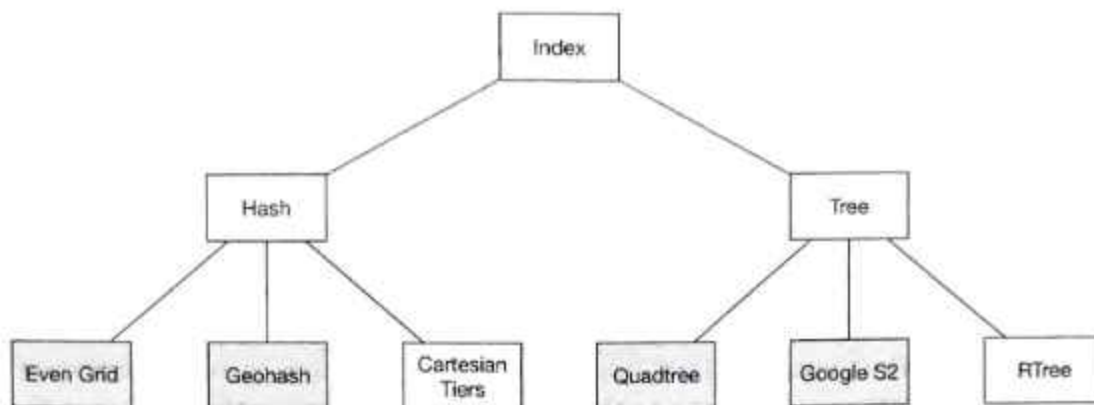 Index
Hash
Tree
Even Grid
Geohash
Cartesian
Tiers
Quadtree
Google S2
RTree